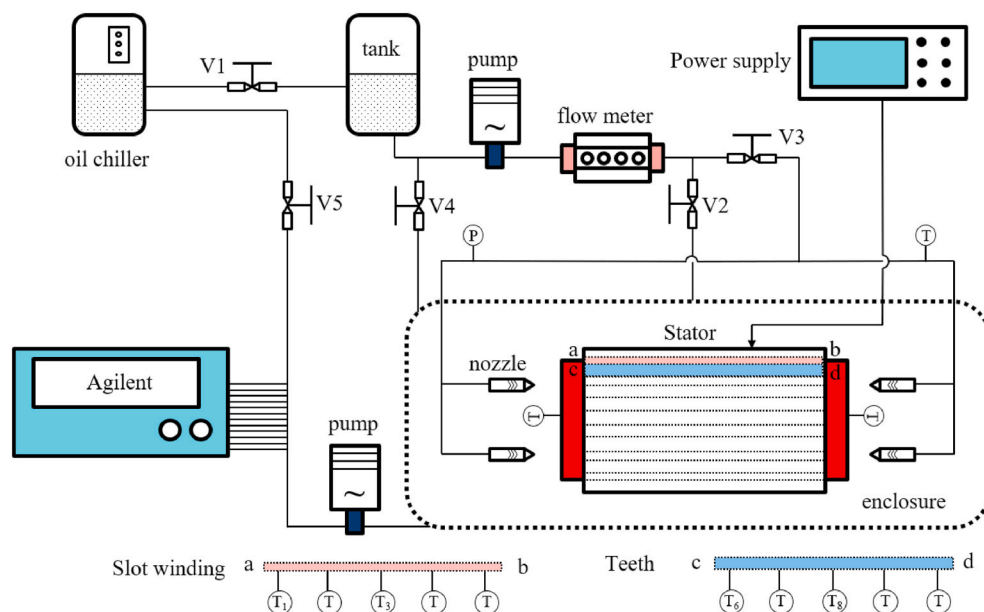 tank
pump
Power supply
V1
flow meter
V3
~
oil chiller
V5
V4
V2
P
T
Stator
a
b
nozzle
c
d
Agilent
T
T
pump
~
enclosure
Slot winding
a
b
Teeth
c
d
T1
T
T3
T
T
T6
T
T8
T
T